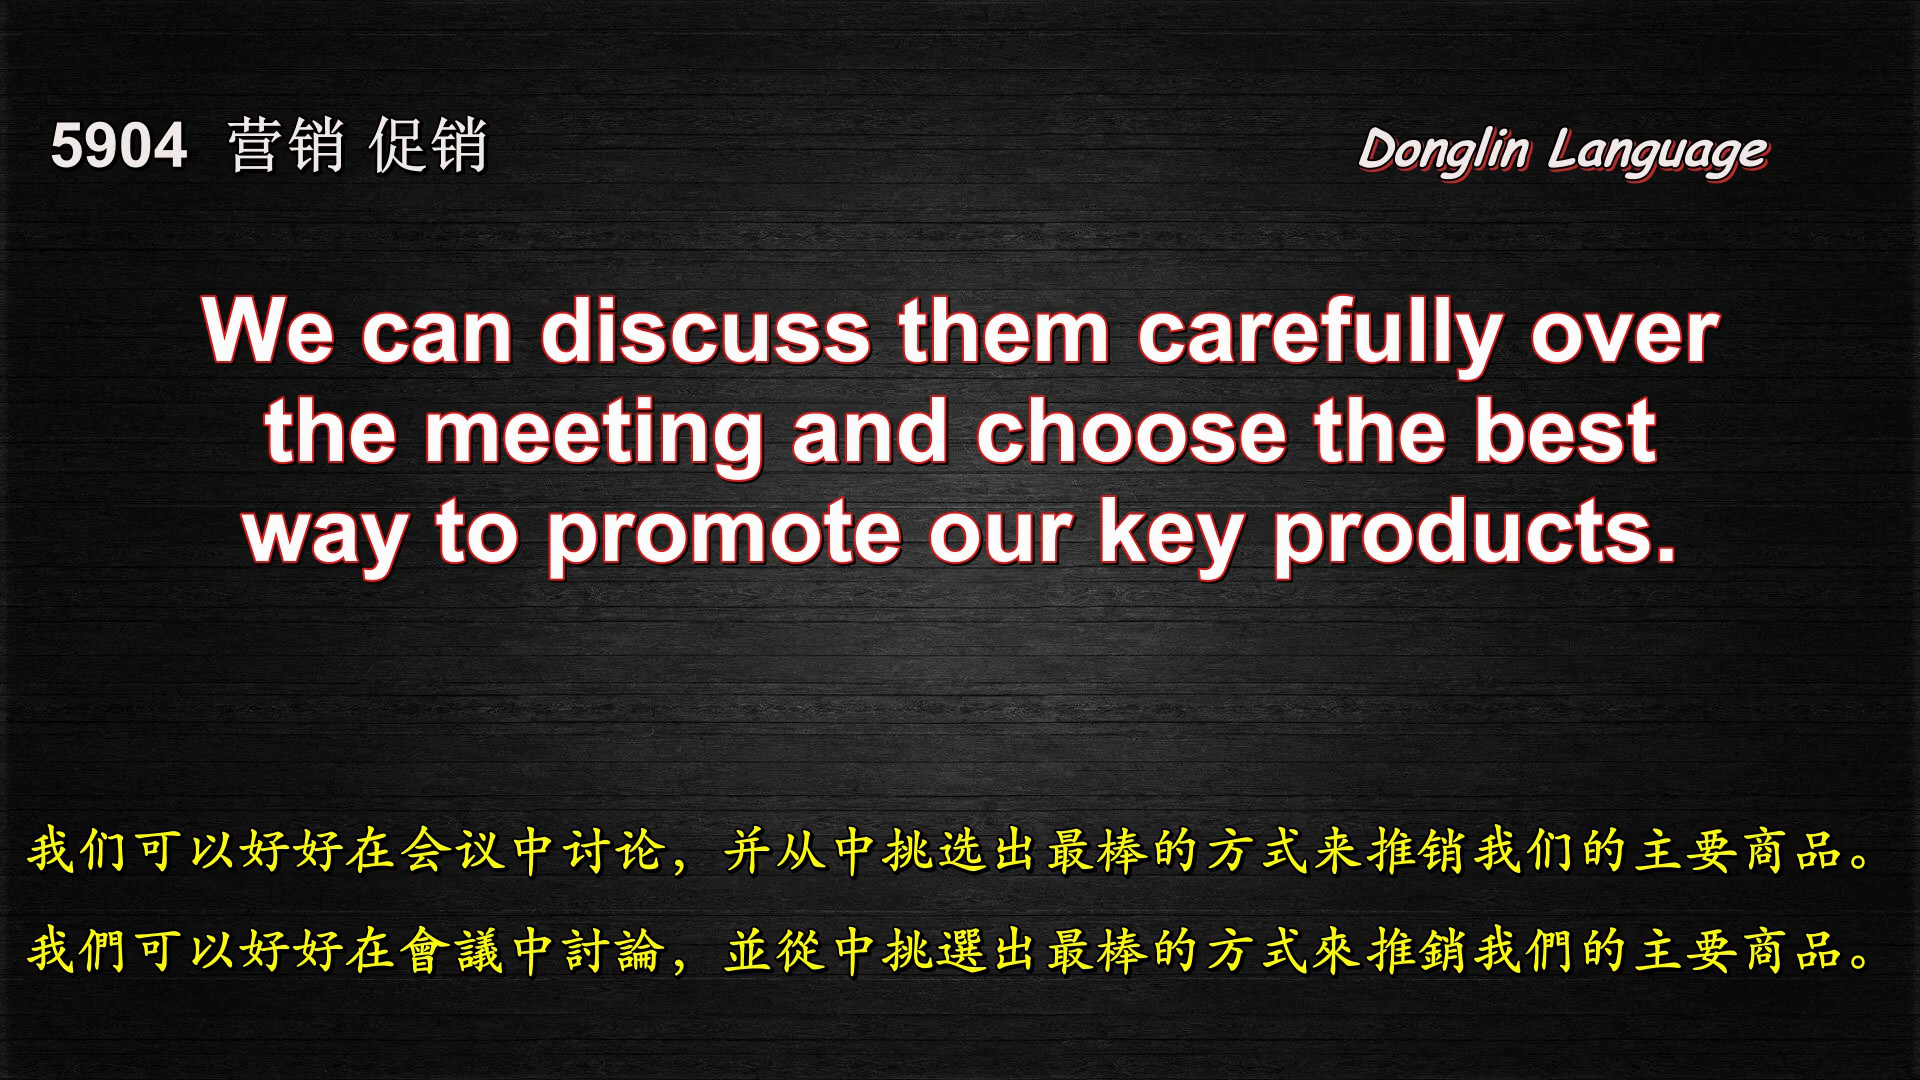 5904 营销 促销
Donglin Language
We can discuss them carefully over
the meeting and choose the best
way to promote our key products.
我们可以好好在会议中讨论，并从中挑选出最棒的方式来推销我们的主要商品。
我們可以好好在會議中討論，並從中挑選出最棒的方式來推銷我們的主要商品。